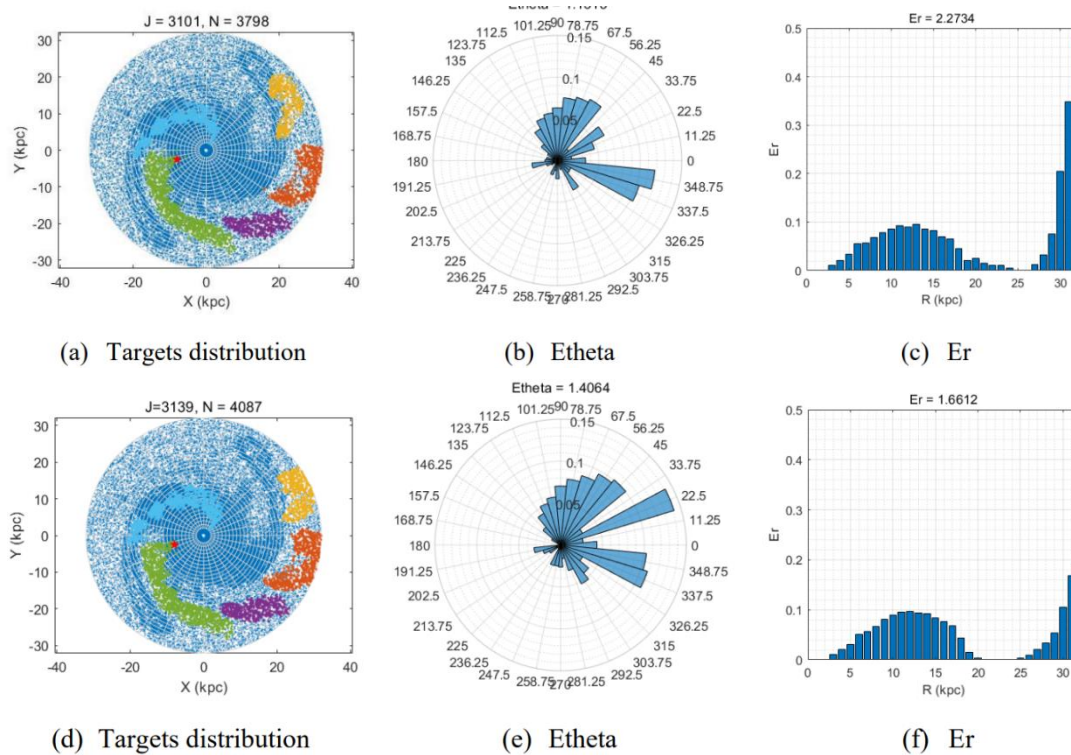 J = 3101, N = 3798
Y (kpc)
30
20
10
0
-10
-20
-30
-40 -20 0 20 40
X (kpc)
(a) Targets distribution
90
101.25 78.75
112.5 67.5
123.75 56.25
135 45
146.25 33.75
157.5 22.5
168.75 11.25
180 0
191.25 348.75
202.5 337.5
213.75 326.25
225 315
236.25 303.75
247.5 292.5
258.75 281.25
270
0.15
0.1
0.05
(b) Etheta
Er = 2.2734
Er
0.5
0.4
0.3
0.2
0.1
0
0 5 10 15 20 25 30
R (kpc)
(c) Er
J=3139, N = 4087
Y (kpc)
30
20
10
0
-10
-20
-30
-40 -20 0 20 40
X (kpc)
(d) Targets distribution
Etheta = 1.4064
90
101.25 78.75
112.5 67.5
123.75 56.25
135 45
146.25 33.75
157.5 22.5
168.75 11.25
180 0
191.25 348.75
202.5 337.5
213.75 326.25
225 315
236.25 303.75
247.5 292.5
258.75 281.25
270
0.15
0.1
0.05
(e) Etheta
Er = 1.6612
Er
0.5
0.4
0.3
0.2
0.1
0
0 5 10 15 20 25 30
R (kpc)
(f) Er